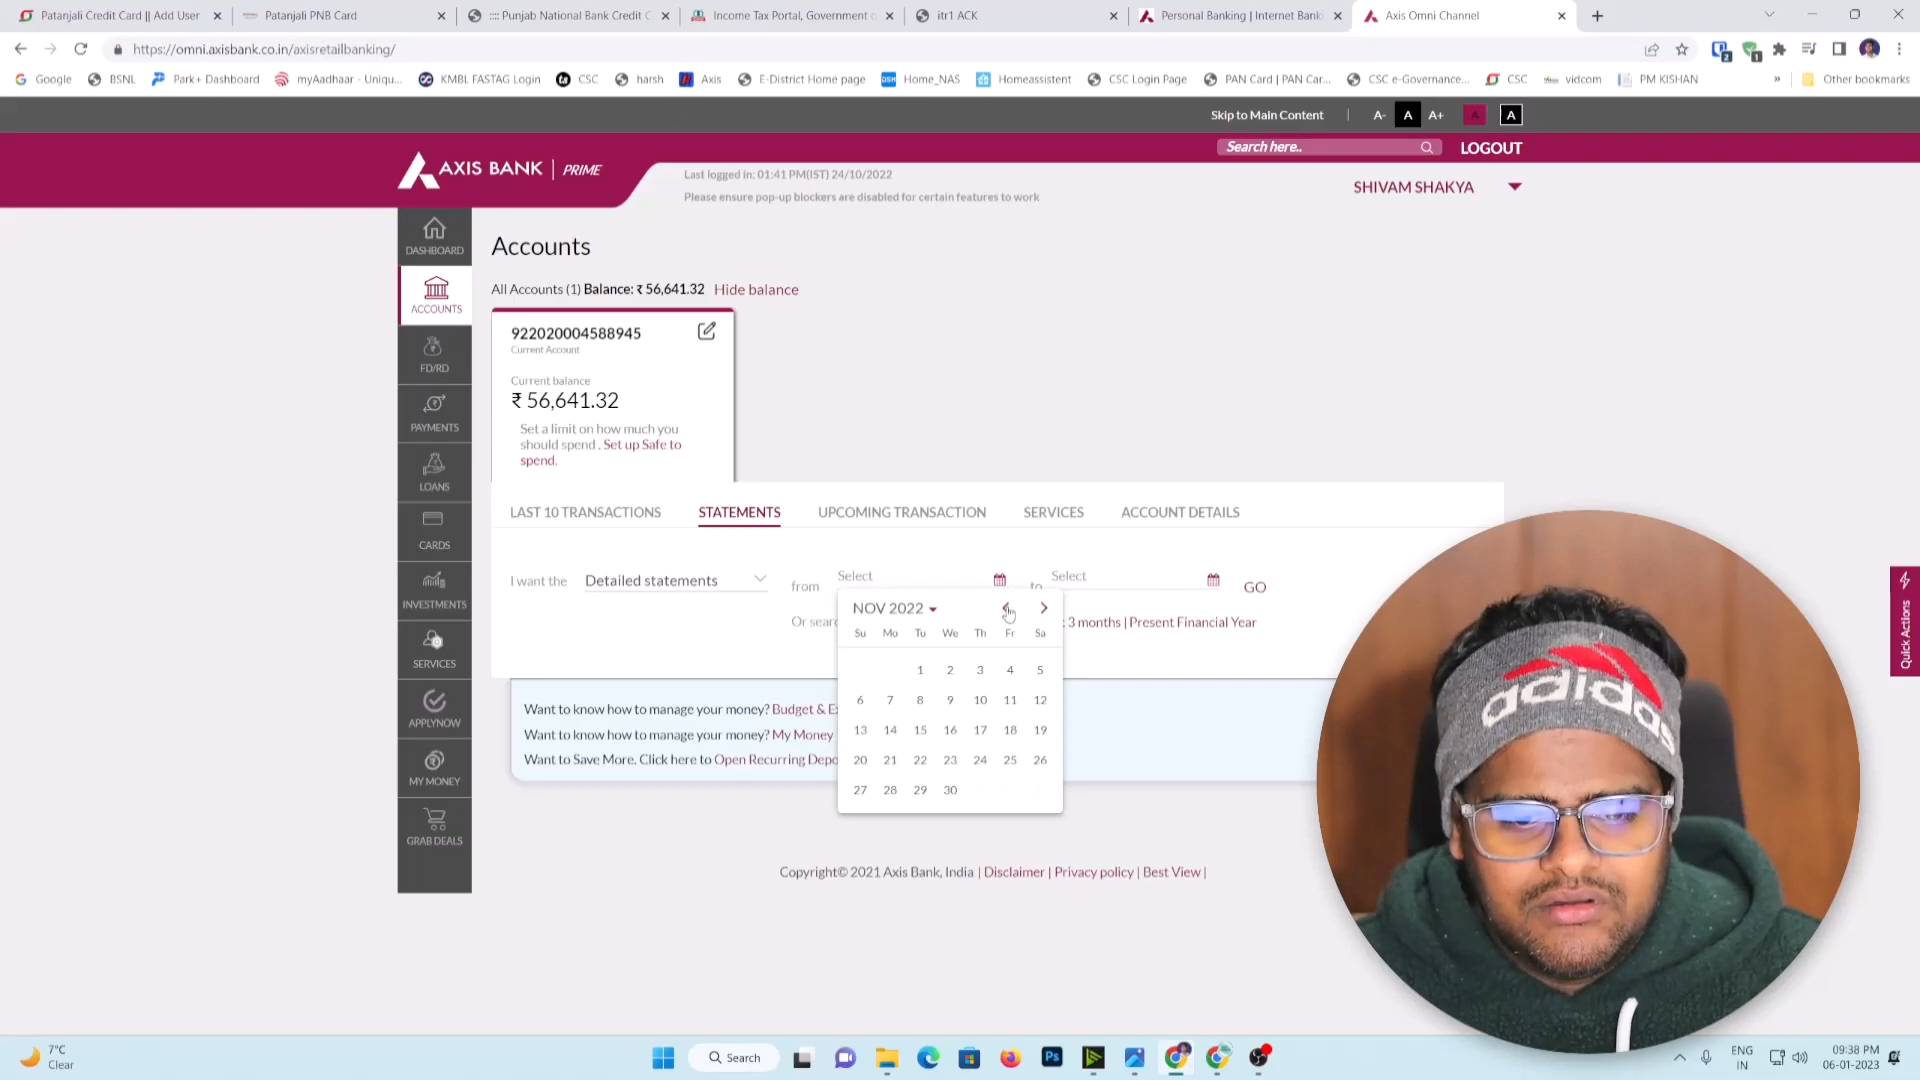 Patanjali Credit Card || Add User
Patanjali PNB Card
:::: Punjab National Bank Credit C
Income Tax Portal, Government o
itr1 ACK
Personal Banking | Internet Banki
Axis Omni Channel
https://omni.axisbank.co.in/axisretailbanking/
Google
BSNL
Park+ Dashboard
myAadhaar - Uniqu...
KMBL FASTAG Login
CSC
harsh
Axis
E-District Home page
Home_NAS
Homeassistent
CSC Login Page
PAN Card | PAN Car...
CSC e-Governance...
CSC
vidcom
PM KISHAN
»
Other bookmarks
Skip to Main Content | A- A A+ A A
Search here..
LOGOUT
AXIS BANK | PRIME
Last logged in: 01:41 PM(IST) 24/10/2022
Please ensure pop-up blockers are disabled for certain features to work
SHIVAM SHAKYA
DASHBOARD
ACCOUNTS
FD/RD
PAYMENTS
LOANS
CARDS
INVESTMENTS
SERVICES
APPLYNOW
MY MONEY
GRAB DEALS
Accounts
All Accounts (1) Balance: ₹ 56,641.32 Hide balance
922020004588945
Current Account
Current balance
₹ 56,641.32
Set a limit on how much you
should spend . Set up Safe to
spend.
LAST 10 TRANSACTIONS
STATEMENTS
UPCOMING TRANSACTION
SERVICES
ACCOUNT DETAILS
I want the Detailed statements from Select to Select GO
Or sear
3 months | Present Financial Year
NOV 2022
Su Mo Tu We Th Fr Sa
1 2 3 4 5
6 7 8 9 10 11 12
13 14 15 16 17 18 19
20 21 22 23 24 25 26
27 28 29 30
Want to know how to manage your money? Budget & E
Want to know how to manage your money? My Money
Want to Save More. Click here to Open Recurring Depo
Copyright© 2021 Axis Bank, India | Disclaimer | Privacy policy | Best View |
Quick Actions
adidas
7°C
Clear
Search
Ps
ENG
IN
09:38 PM
06-01-2023